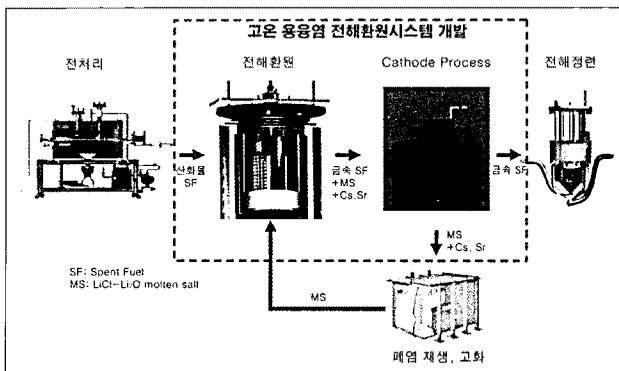 고온 용융염 전해환원시스템 개발
전처리
전해환원
Cathode Process
전해정련
산화물
SF
금속 SF
+MS
+Cs,Sr
금속 SF
MS
+Cs, Sr
SF: Spent Fuel
MS: LiCl-Li₂O molten salt
MS
폐염 재생, 고화